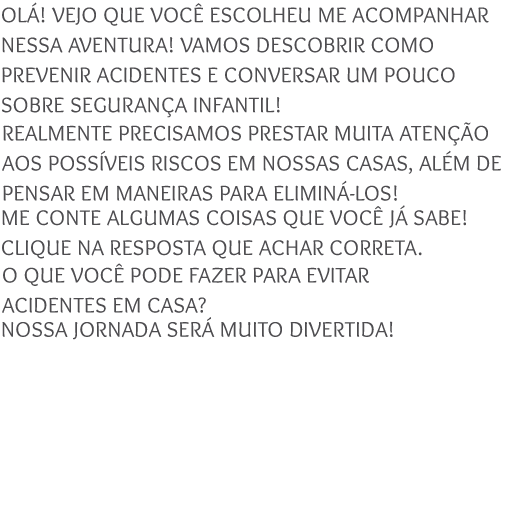 OLÁ! VEJO QUE VOCÊ ESCOLHEU ME ACOMPANHAR
NESSA AVENTURA! VAMOS DESCOBRIR COMO
PREVENIR ACIDENTES E CONVERSAR UM POUCO
SOBRE SEGURANÇA INFANTIL!
REALMENTE PRECISAMOS PRESTAR MUITA ATENÇÃO
AOS POSSÍVEIS RISCOS EM NOSSAS CASAS, ALÉM DE
PENSAR EM MANEIRAS PARA ELIMINÁ-LOS!
ME CONTE ALGUMAS COISAS QUE VOCÊ JÁ SABE!
CLIQUE NA RESPOSTA QUE ACHAR CORRETA.
O QUE VOCÊ PODE FAZER PARA EVITAR
ACIDENTES EM CASA?
NOSSA JORNADA SERÁ MUITO DIVERTIDA!